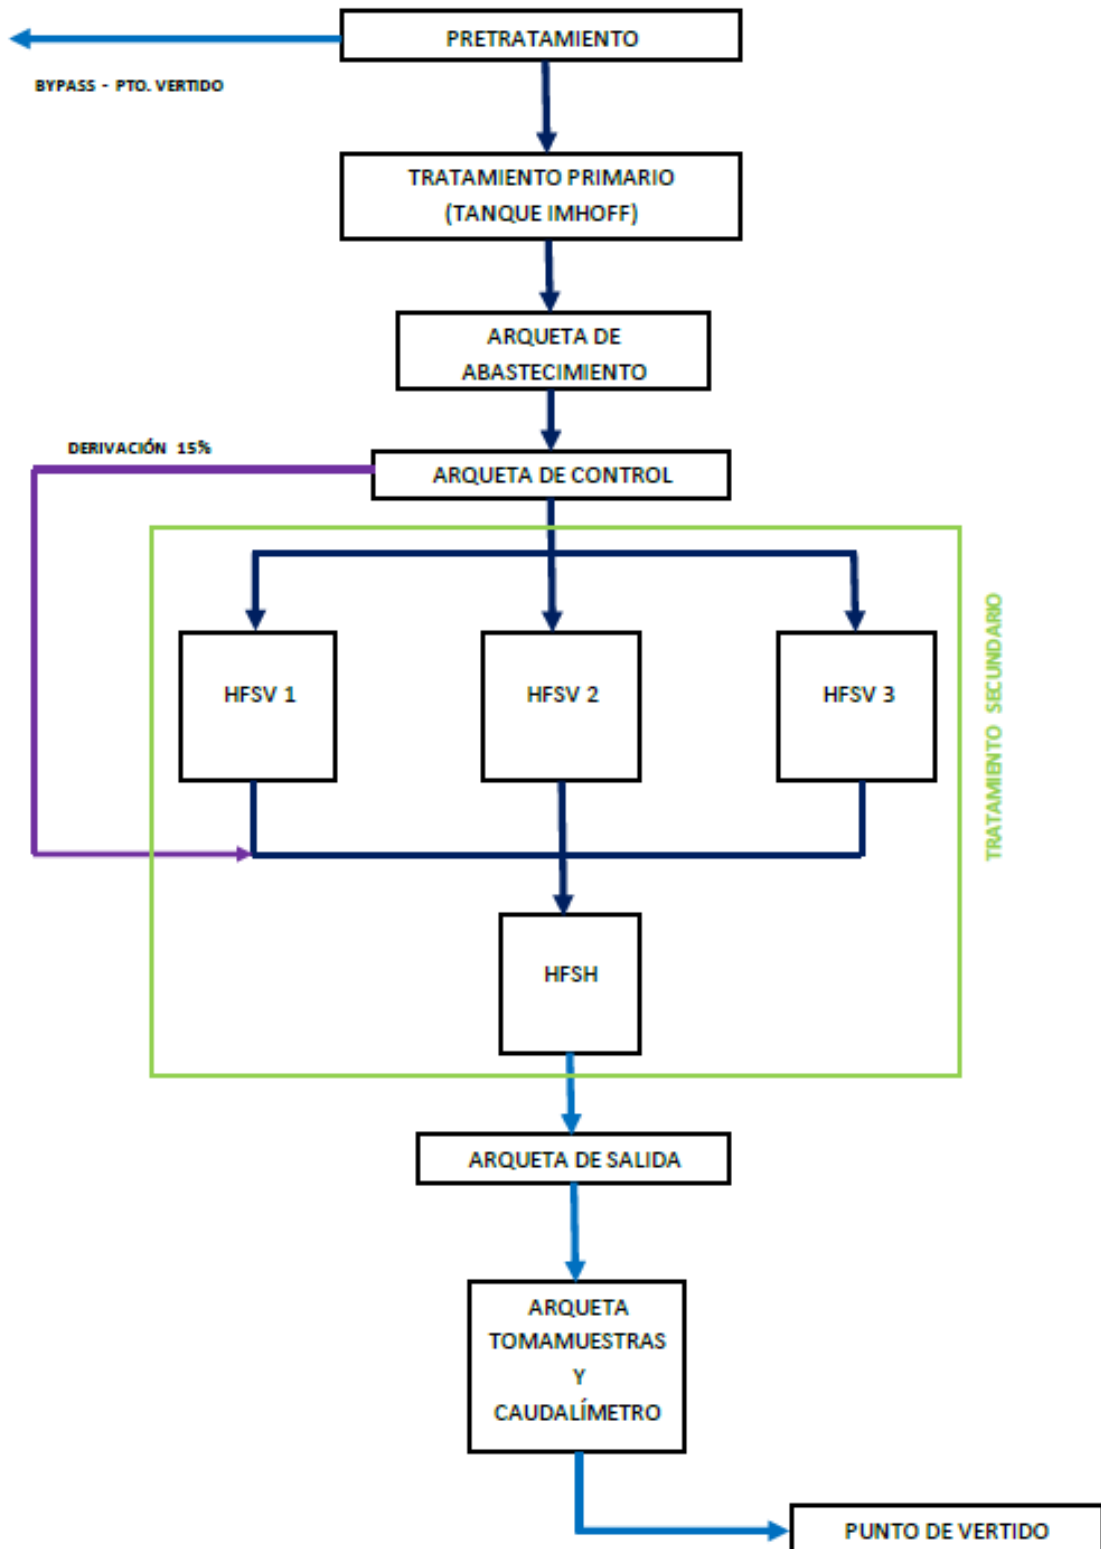 PRETRATAMIENTO
BYPASS - PTO. VERTIDO
TRATAMIENTO PRIMARIO
(TANQUE IMHOFF)
ARQUETA DE
ABASTECIMIENTO
DERIVACIÓN 15%
ARQUETA DE CONTROL
HFSV 1
HFSV 2
HFSV 3
TRATAMIENTO SECUNDARIO
HFSH
ARQUETA DE SALIDA
ARQUETA
TOMAMUESTRAS
Y
CAUDALÍMETRO
PUNTO DE VERTIDO